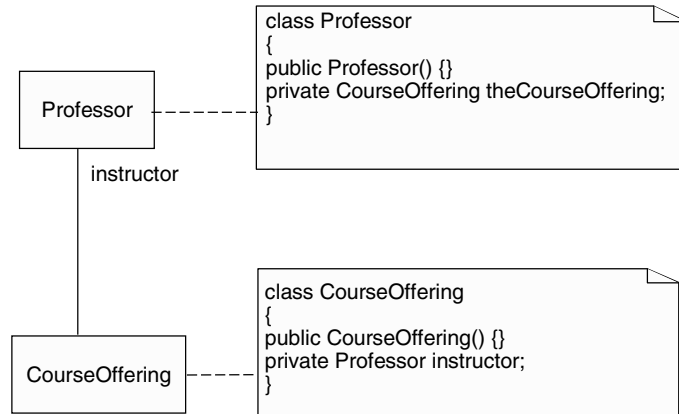 class Professor
{
public Professor() {}
private CourseOffering theCourseOffering;
}
Professor
instructor
class CourseOffering
{
public CourseOffering() {}
private Professor instructor;
}
CourseOffering